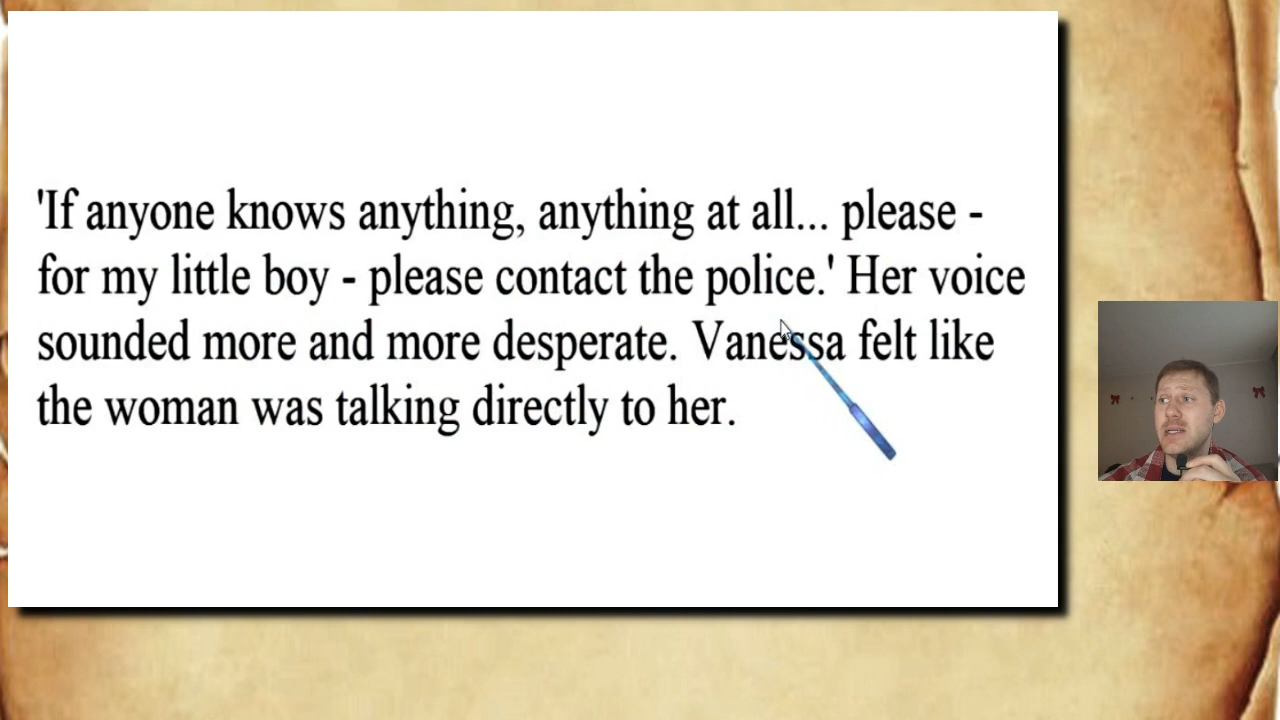 'If anyone knows anything, anything at all... please -
for my little boy - please contact the police.' Her voice
sounded more and more desperate. Vanessa felt like
the woman was talking directly to her.